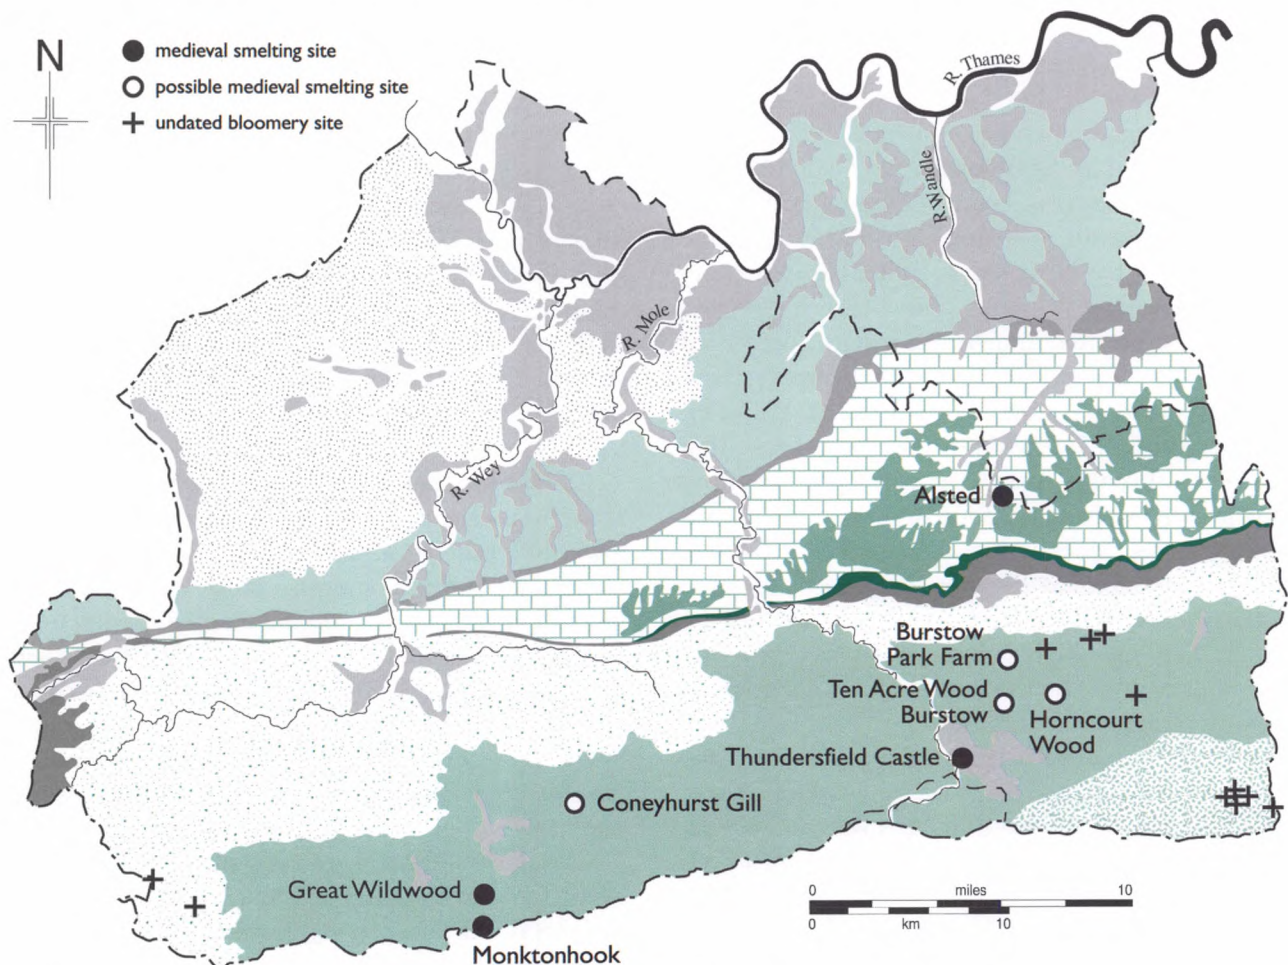 N
medieval smelting site
possible medieval smelting site
undated bloomery site
R. Thames
R.Wandle
R. Mole
R. Wey
Alsted
Burstow
Park Farm
Ten Acre Wood
Burstow
Horncourt
Wood
Thundersfield Castle
Coneyhurst Gill
Great Wildwood
Monktonhook
0 miles 10
0 km 10